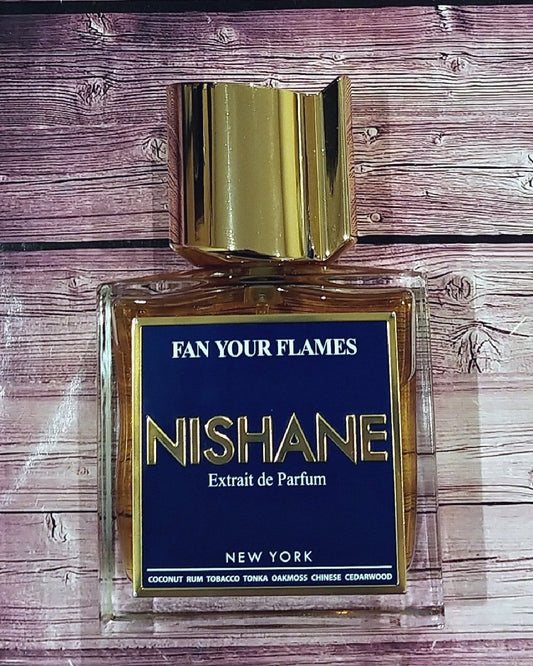 FAN YOUR FLAMES
NISHANE
Extrait de Parfum
NEW YORK
COCONUT RUM TOBACCO TONKA OAKMOSS CHINESE CEDARWOOD